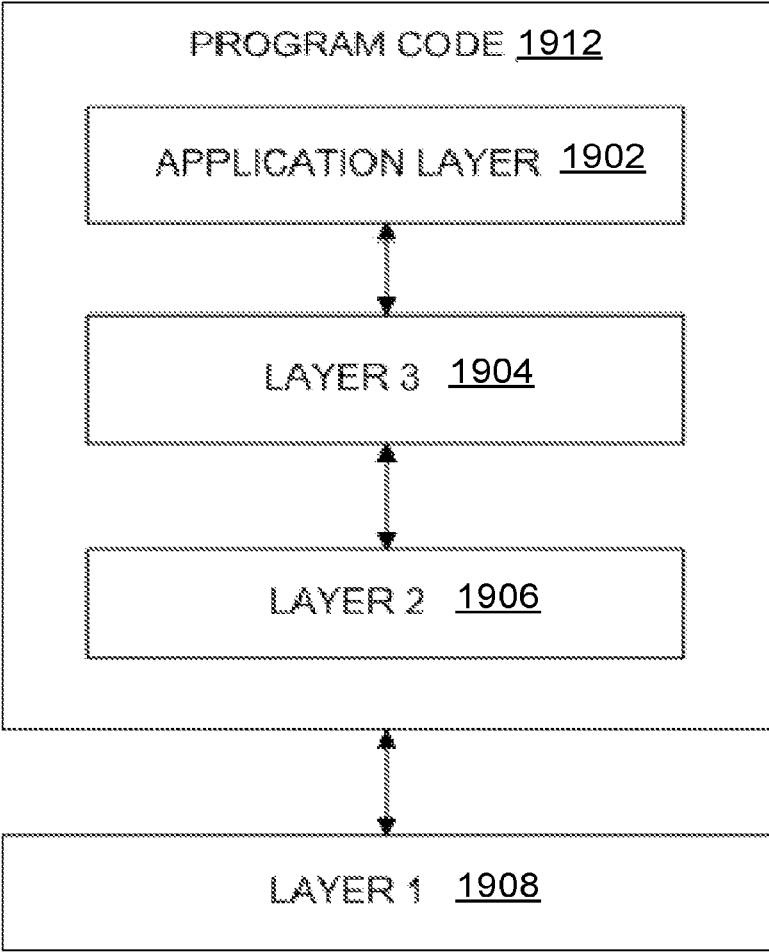 PROGRAM CODE 1912
APPLICATION LAYER 1902
LAYER 3 1904
LAYER 2 1906
LAYER 1 1908